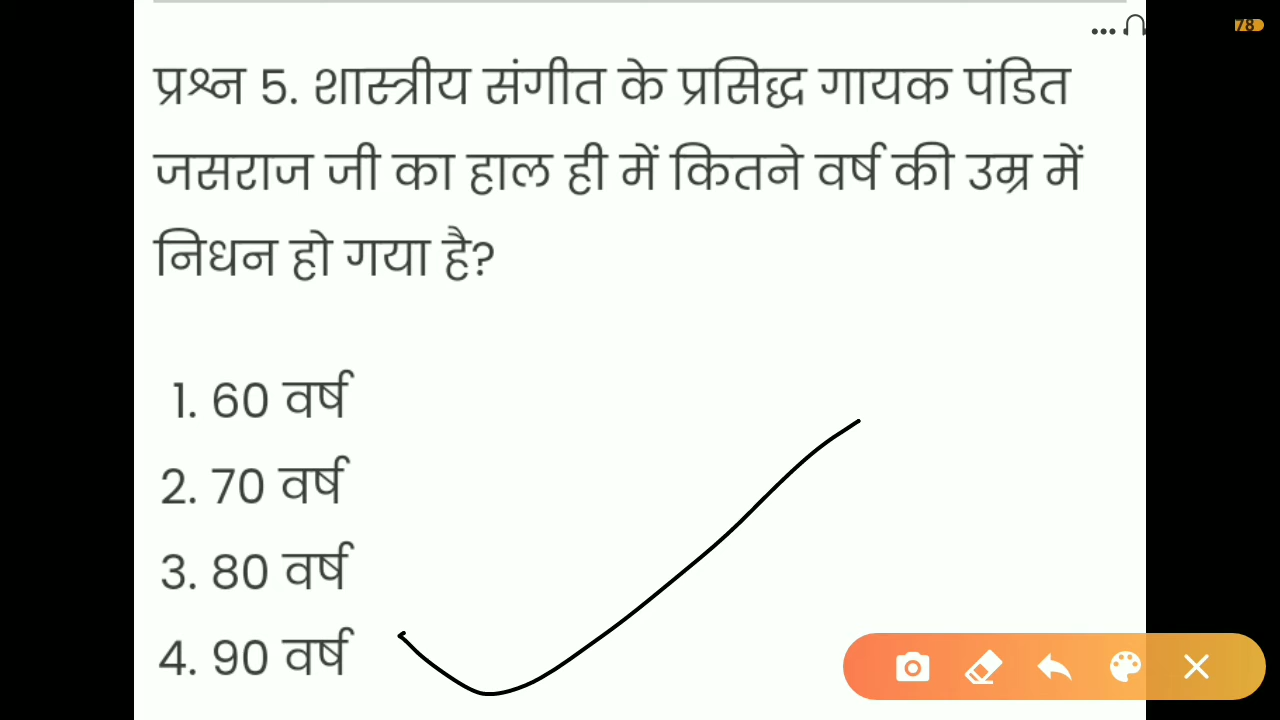 78
प्रश्न 5. शास्त्रीय संगीत के प्रसिद्ध गायक पंडित
जसराज जी का हाल ही में कितने वर्ष की उम्र में
निधन हो गया है?
1. 60 वर्ष
2. 70 वर्ष
3. 80 वर्ष
4. 90 वर्ष